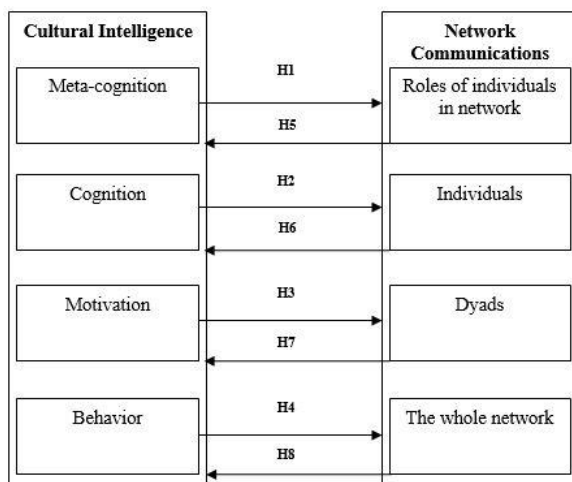 Cultural Intelligence
Network
Communications
H1
Meta-cognition
Roles of individuals
in network
H5
H2
Cognition
Individuals
H6
H3
Motivation
Dyads
H7
H4
Behavior
The whole network
H8